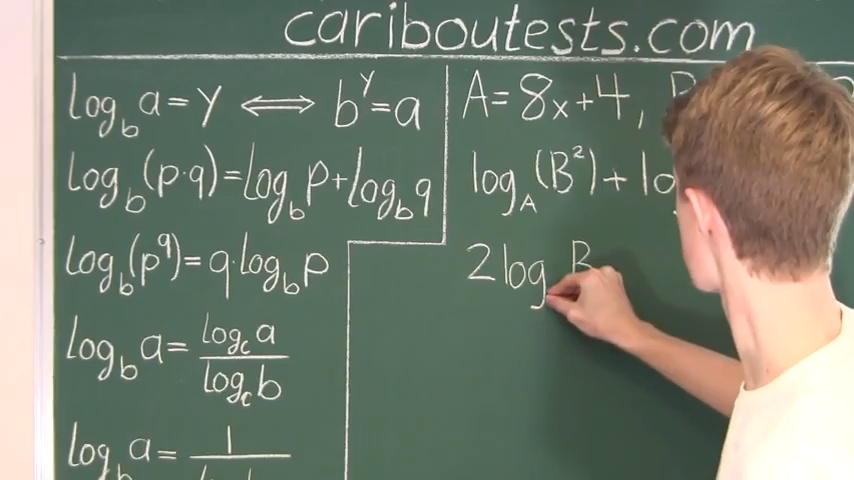 cariboutests.com
log_b a = y ⟺ b^y = a
log_b (p·q) = log_b p + log_b q
log_b (p^q) = q·log_b p
log_b a = log_c a / log_c b
log_b a = 1
A = 8x + 4,
log_A (B²) +
2 log B